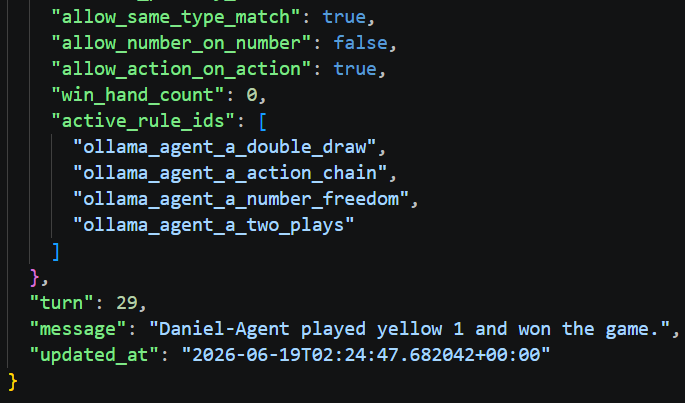 "allow_same_type_match": true,
"allow_number_on_number": false,
"allow_action_on_action": true,
"win_hand_count": 0,
"active_rule_ids": [
"ollama_agent_a_double_draw",
"ollama_agent_a_action_chain",
"ollama_agent_a_number_freedom",
"ollama_agent_a_two_plays"
]
},
"turn": 29,
"message": "Daniel-Agent played yellow 1 and won the game.",
"updated_at": "2026-06-19T02:24:47.682042+00:00"
}